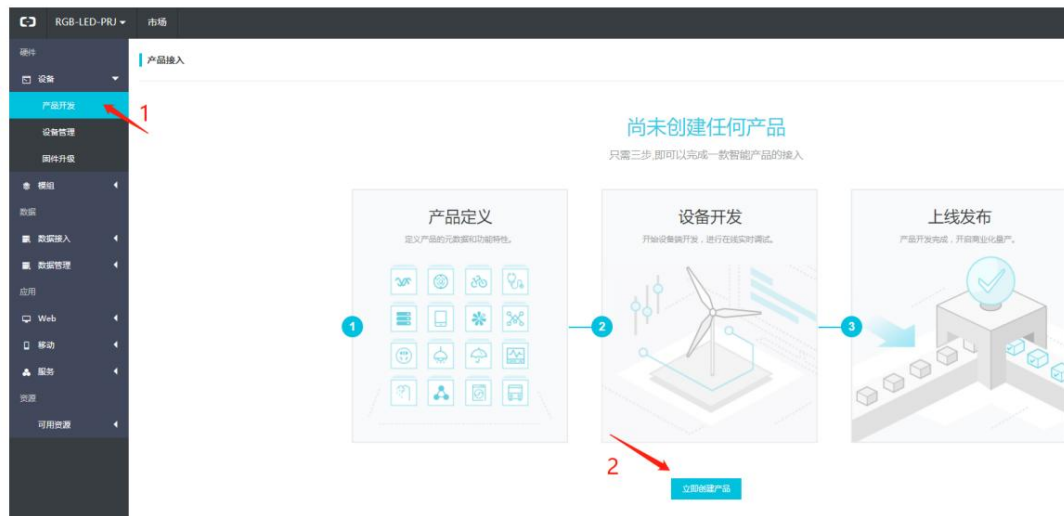 RGB-LED-PRJ 市场
硬件
设备
产品开发
1
设备管理
固件升级
模组
数据
数据接入
数据管理
应用
Web
移动
服务
资源
可用资源
产品接入
尚未创建任何产品
只需三步,即可以完成一款智能产品的接入
产品定义
定义产品的元数据和功能特性。
1
设备开发
开始设备端开发，进行在线实时调试。
2
上线发布
产品开发完成，开启商业化量产。
3
2
立即创建产品